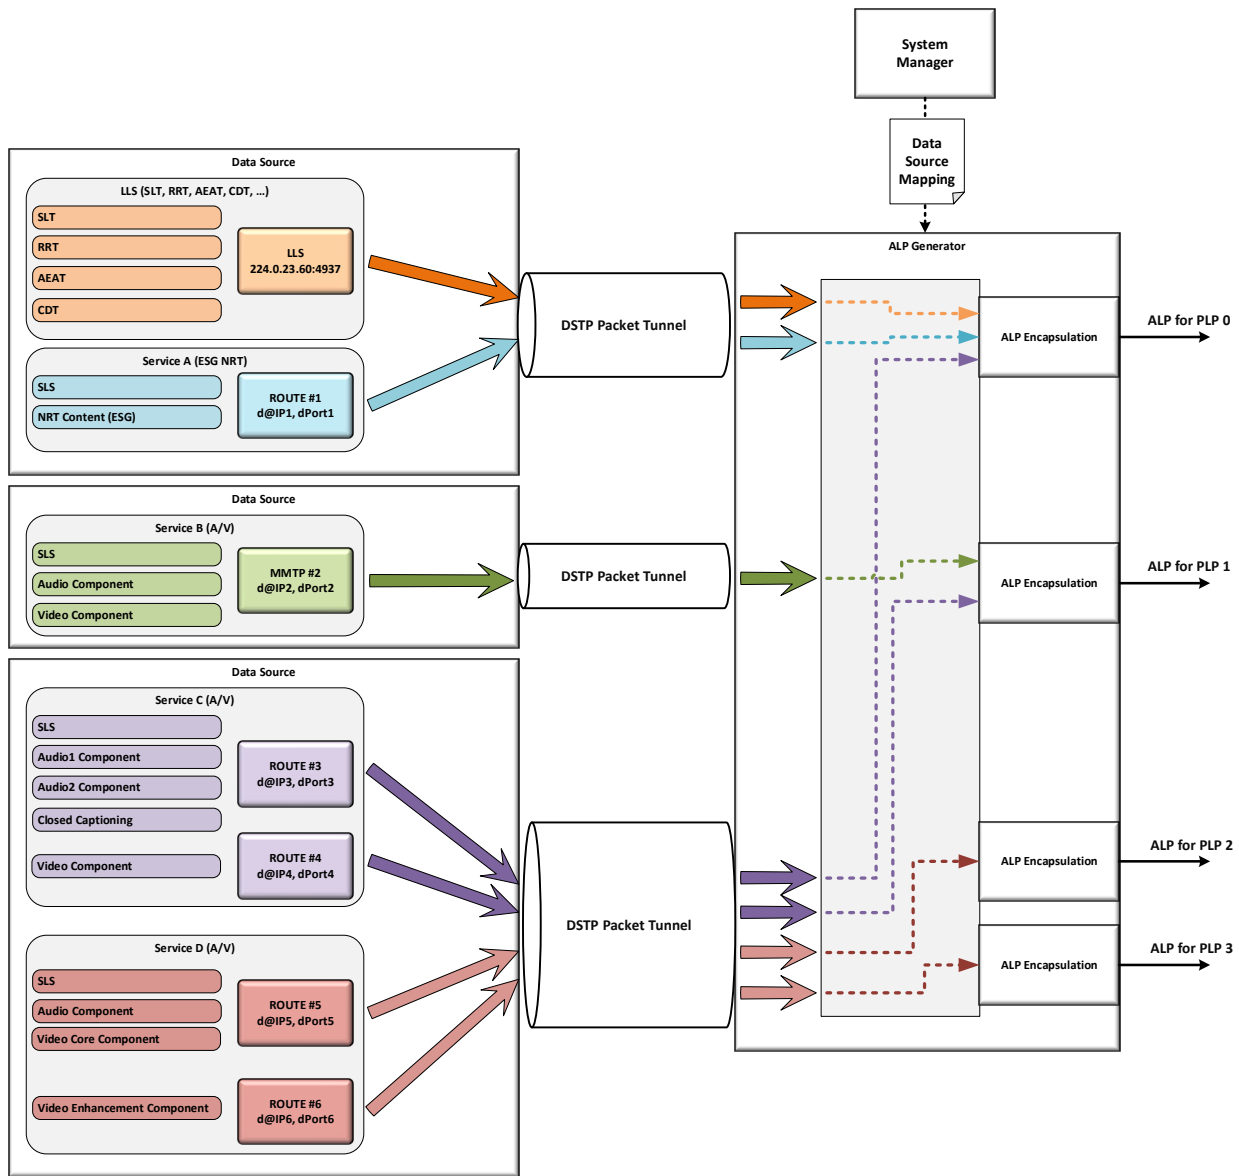 System
Manager
Data
Source
Mapping
Data Source
LLS (SLT, RRT, AEAT, CDT, ...)
SLT
RRT
AEAT
CDT
LLS
224.0.23.60:4937
Service A (ESG NRT)
SLS
NRT Content (ESG)
ROUTE #1
d@IP1, dPort1
DSTP Packet Tunnel
ALP Generator
ALP Encapsulation
ALP for PLP 0
Data Source
Service B (A/V)
SLS
Audio Component
Video Component
MMTP #2
d@IP2, dPort2
DSTP Packet Tunnel
ALP Encapsulation
ALP for PLP 1
Data Source
Service C (A/V)
SLS
Audio1 Component
Audio2 Component
Closed Captioning
Video Component
ROUTE #3
d@IP3, dPort3
ROUTE #4
d@IP4, dPort4
Service D (A/V)
SLS
Audio Component
Video Core Component
Video Enhancement Component
ROUTE #5
d@IP5, dPort5
ROUTE #6
d@IP6, dPort6
DSTP Packet Tunnel
ALP Encapsulation
ALP for PLP 2
ALP Encapsulation
ALP for PLP 3